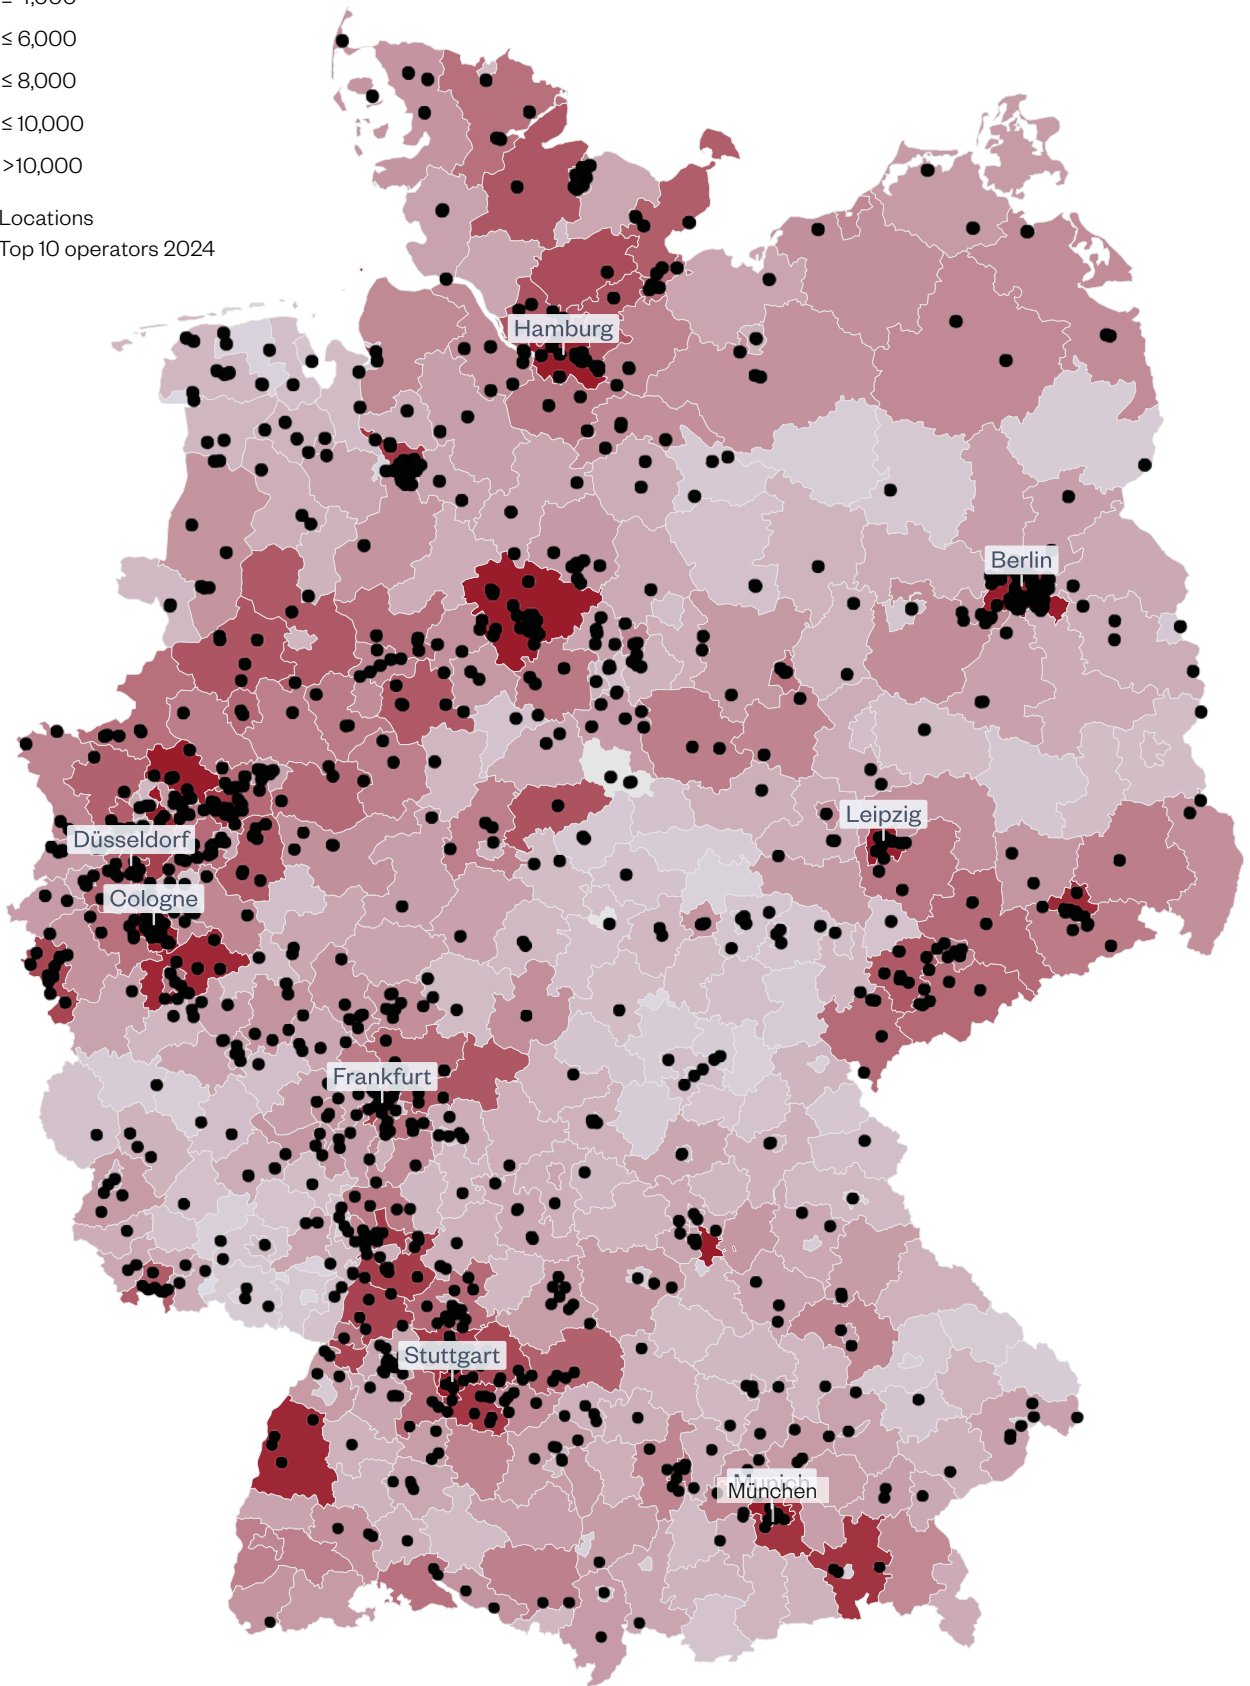 ≤ 6,000
≤ 8,000
≤ 10,000
>10,000
Locations
Top 10 operators 2024
Hamburg
Berlin
Leipzig
Düsseldorf
Cologne
Frankfurt
Stuttgart
Munich
München